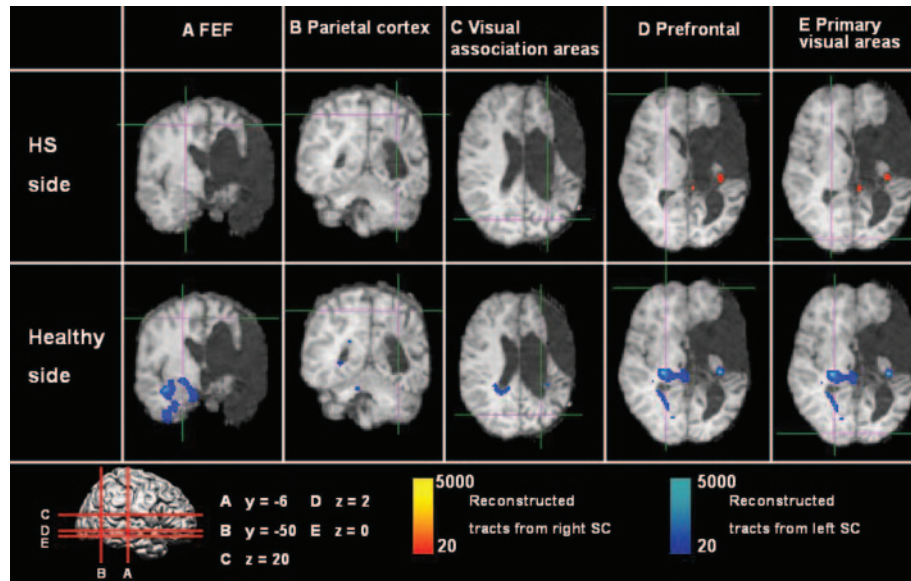 A FEF
B Parietal cortex
C Visual
association areas
D Prefrontal
E Primary
visual areas
HS
side
Healthy
side
C
D
E
B A
A y = -6 D z = 2
B y = -50 E z = 0
C z = 20
5000
Reconstructed
tracts from right SC
20
5000
Reconstructed
tracts from left SC
20